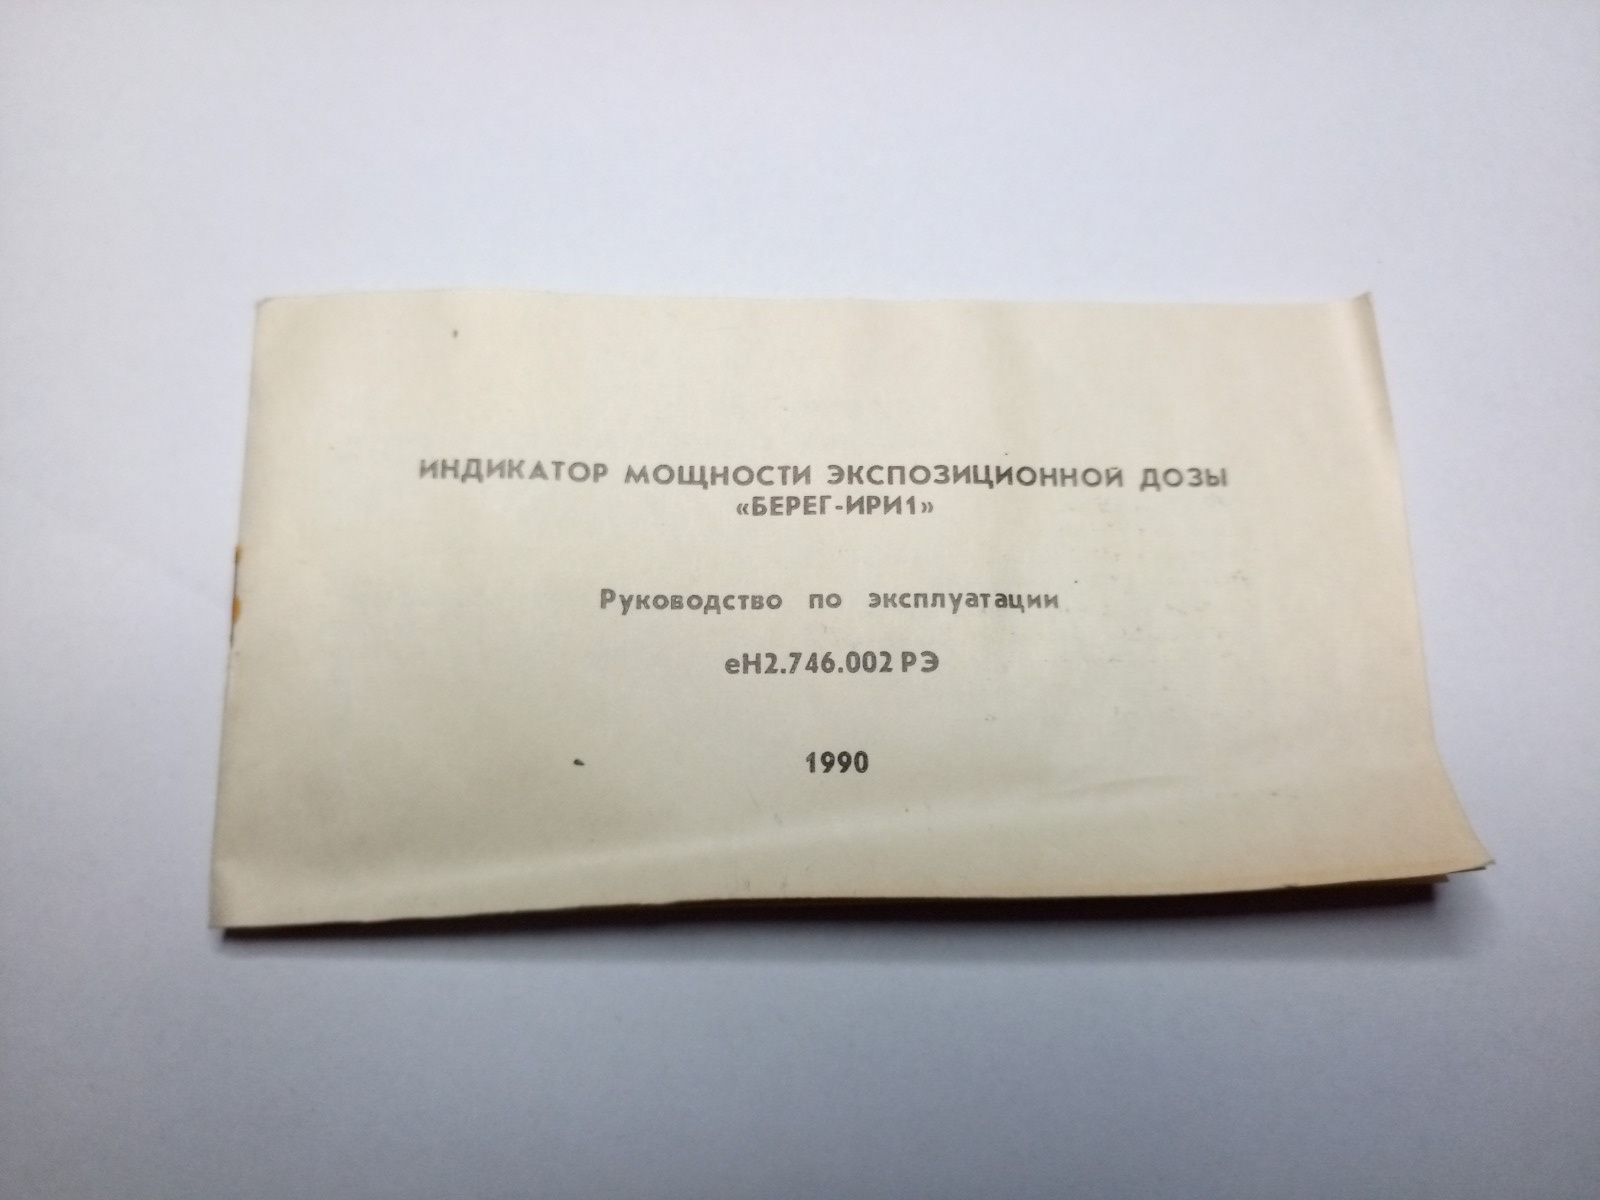 ИНДИКАТОР МОЩНОСТИ ЭКСПОЗИЦИОННОЙ ДОЗЫ
«БЕРЕГ-ИРИ1»
Руководство по эксплуатации
еН2.746.002 РЭ
1990